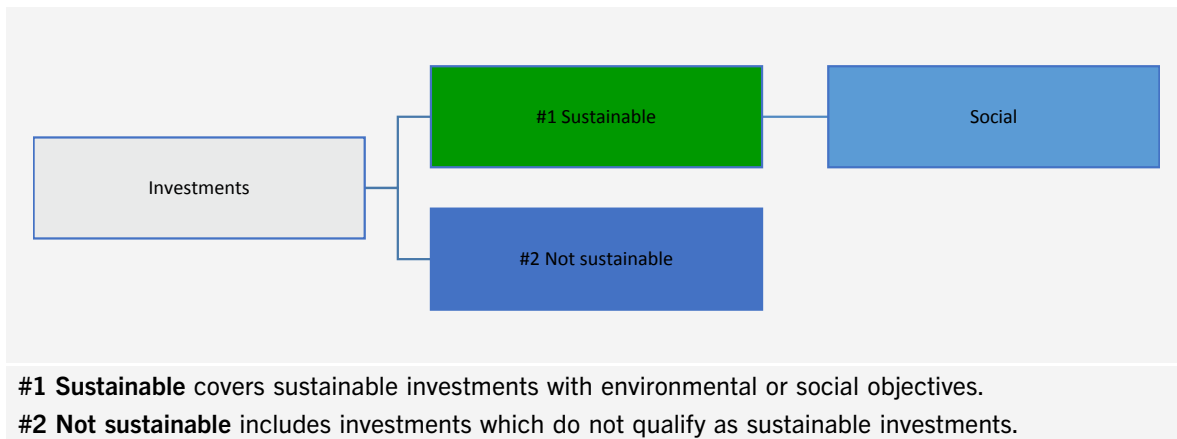 #1 Sustainable
Social
Investments
#2 Not sustainable
#1 Sustainable covers sustainable investments with environmental or social objectives.
#2 Not sustainable includes investments which do not qualify as sustainable investments.